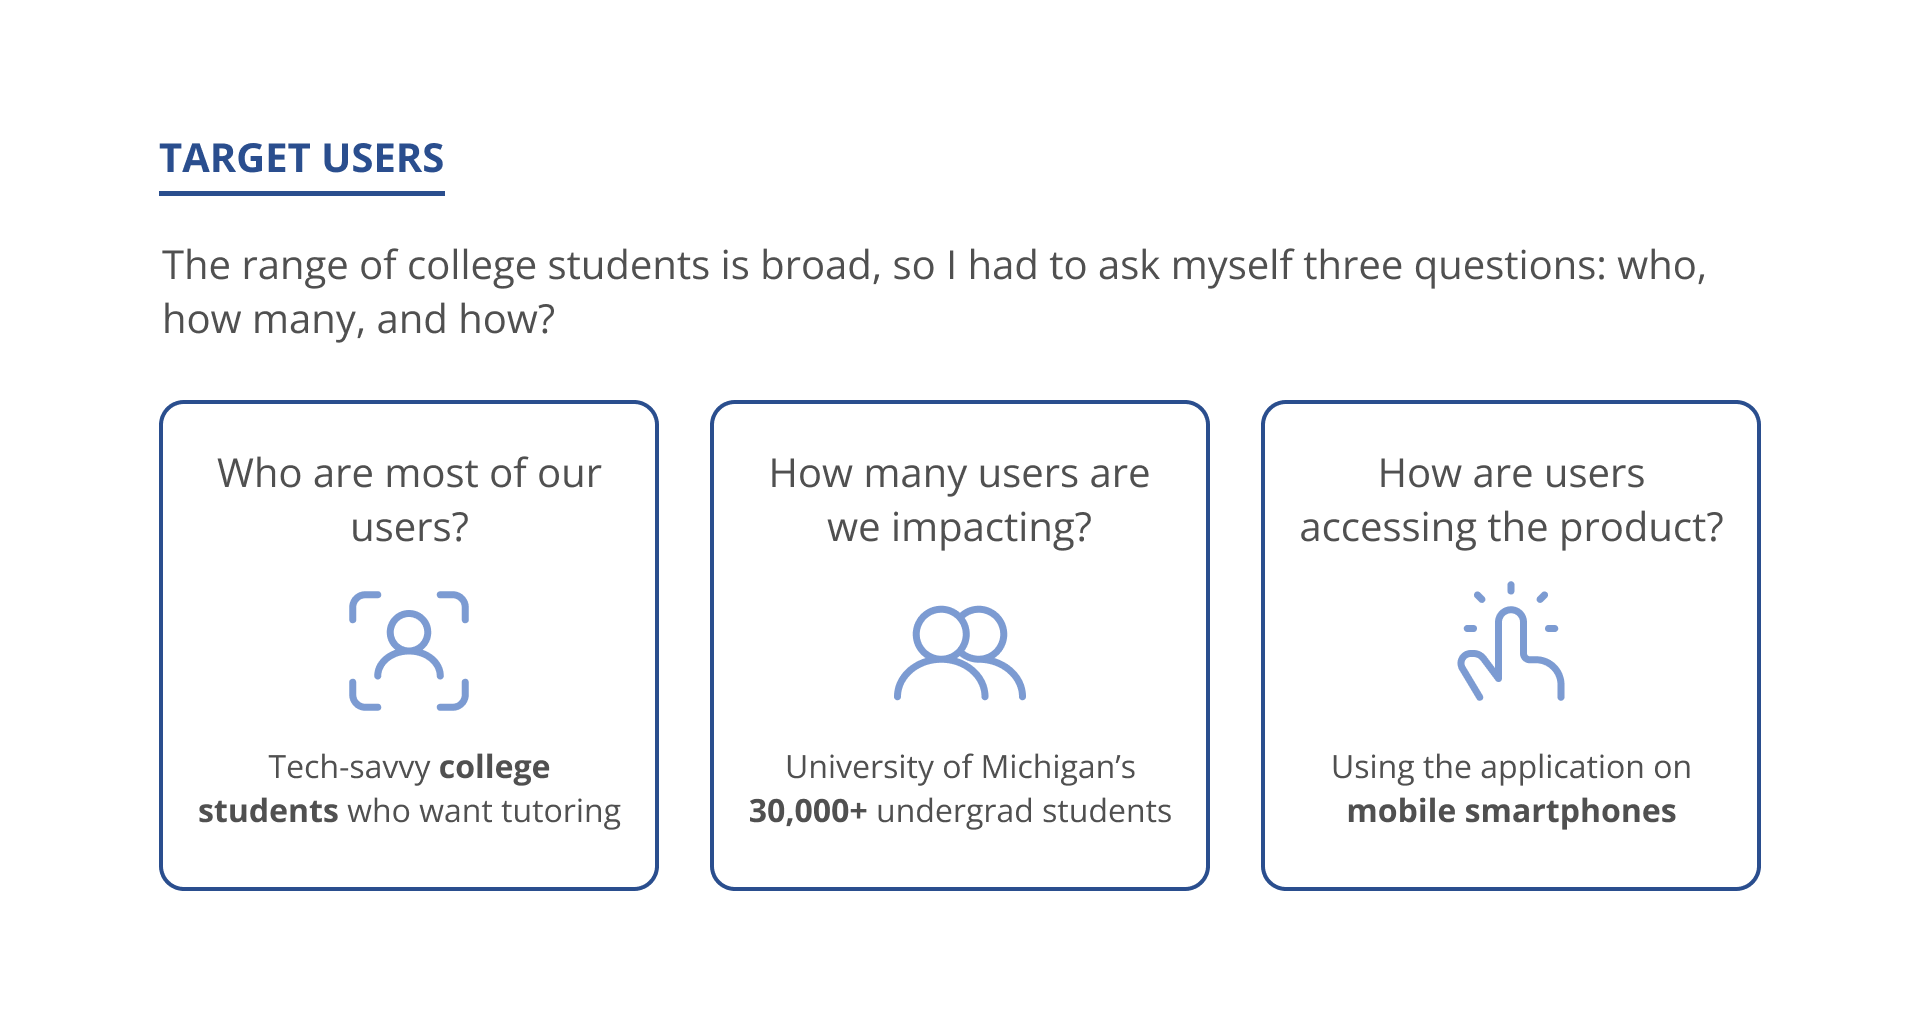 TARGET USERS
The range of college students is broad, so I had to ask myself three questions: who,
how many, and how?
Who are most of our
users?
Tech-savvy college
students who want tutoring
How many users are
we impacting?
University of Michigan’s
30,000+ undergrad students
How are users
accessing the product?
Using the application on
mobile smartphones